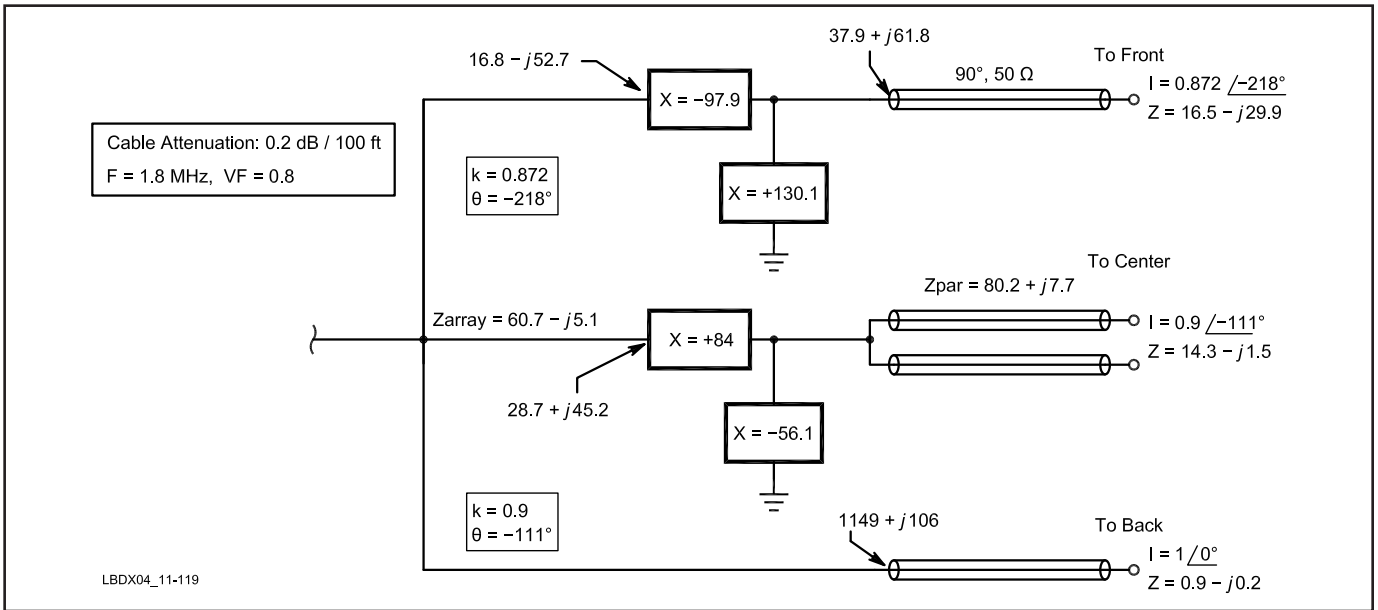 37.9 + j61.8
16.8 – j52.7
To Front
90°, 50 Ω
X = –97.9
I = 0.872 /–218°
Z = 16.5 – j29.9
Cable Attenuation: 0.2 dB / 100 ft
F = 1.8 MHz, VF = 0.8
k = 0.872
θ = –218°
X = +130.1
To Center
Zpar = 80.2 + j7.7
Zarray = 60.7 – j5.1
X = +84
I = 0.9 /–111°
Z = 14.3 – j1.5
28.7 + j45.2
X = –56.1
k = 0.9
θ = –111°
1149 + j106
To Back
I = 1 /0°
Z = 0.9 – j0.2
LBDX04_11-119